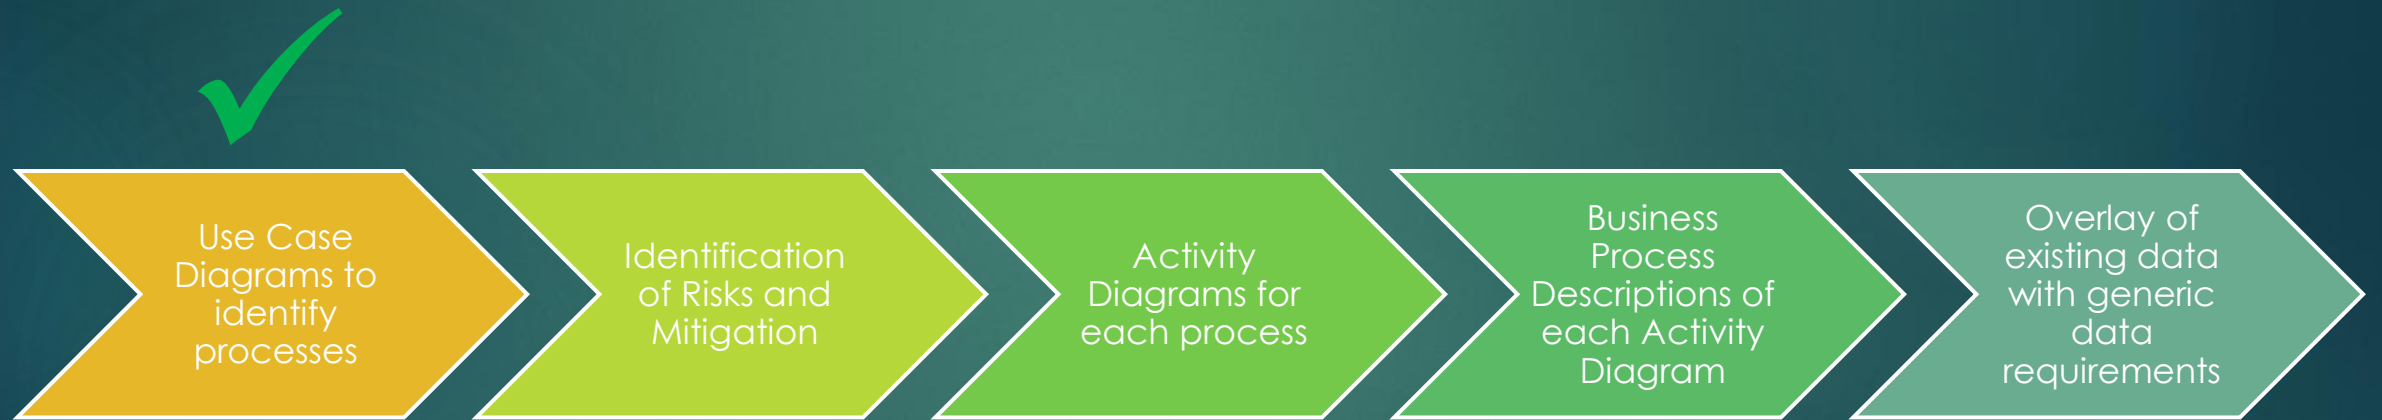 Use Case
Diagrams to
identify
processes
Identification
of Risks and
Mitigation
Activity
Diagrams for
each process
Business
Process
Descriptions of
each Activity
Diagram
Overlay of
existing data
with generic
data
requirements